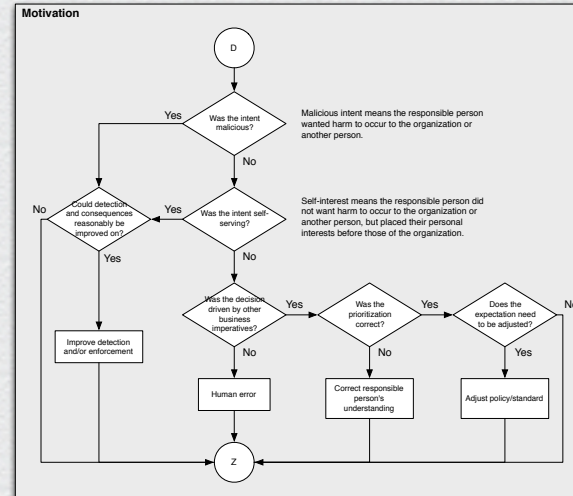 Motivation
D
Yes
Was the intent
malicious?
Malicious intent means the responsible person
wanted harm to occur to the organization or
another person.
No
No
Could detection
and consequences
reasonably be
improved on?
Yes
Was the intent self-
serving?
Self-interest means the responsible person did
not want harm to occur to the organization or
another person, but placed their personal
interests before those of the organization.
Yes
No
Was the decision
driven by other
business
imperatives?
Yes
Was the
prioritization
correct?
Yes
Does the
expectation need
to be adjusted?
No
Improve detection
and/or enforcement
No
No
Yes
Human error
Correct responsible
person's
understanding
Adjust policy/standard
Z